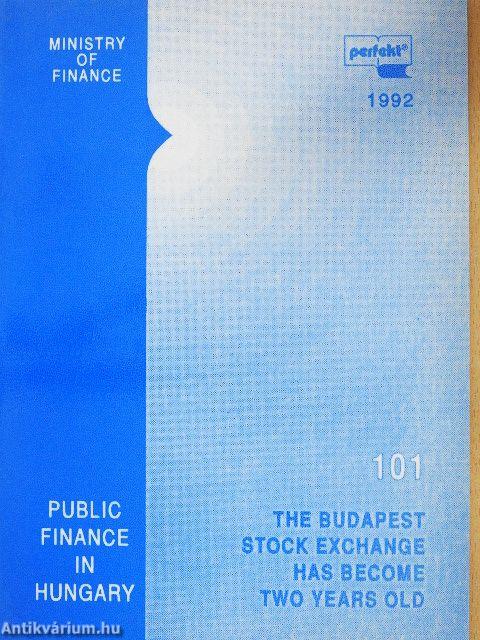 MINISTRY
OF
FINANCE
perfekt®
1992
101
THE BUDAPEST
STOCK EXCHANGE
HAS BECOME
TWO YEARS OLD
PUBLIC
FINANCE
IN
HUNGARY
Antikvárium.hu